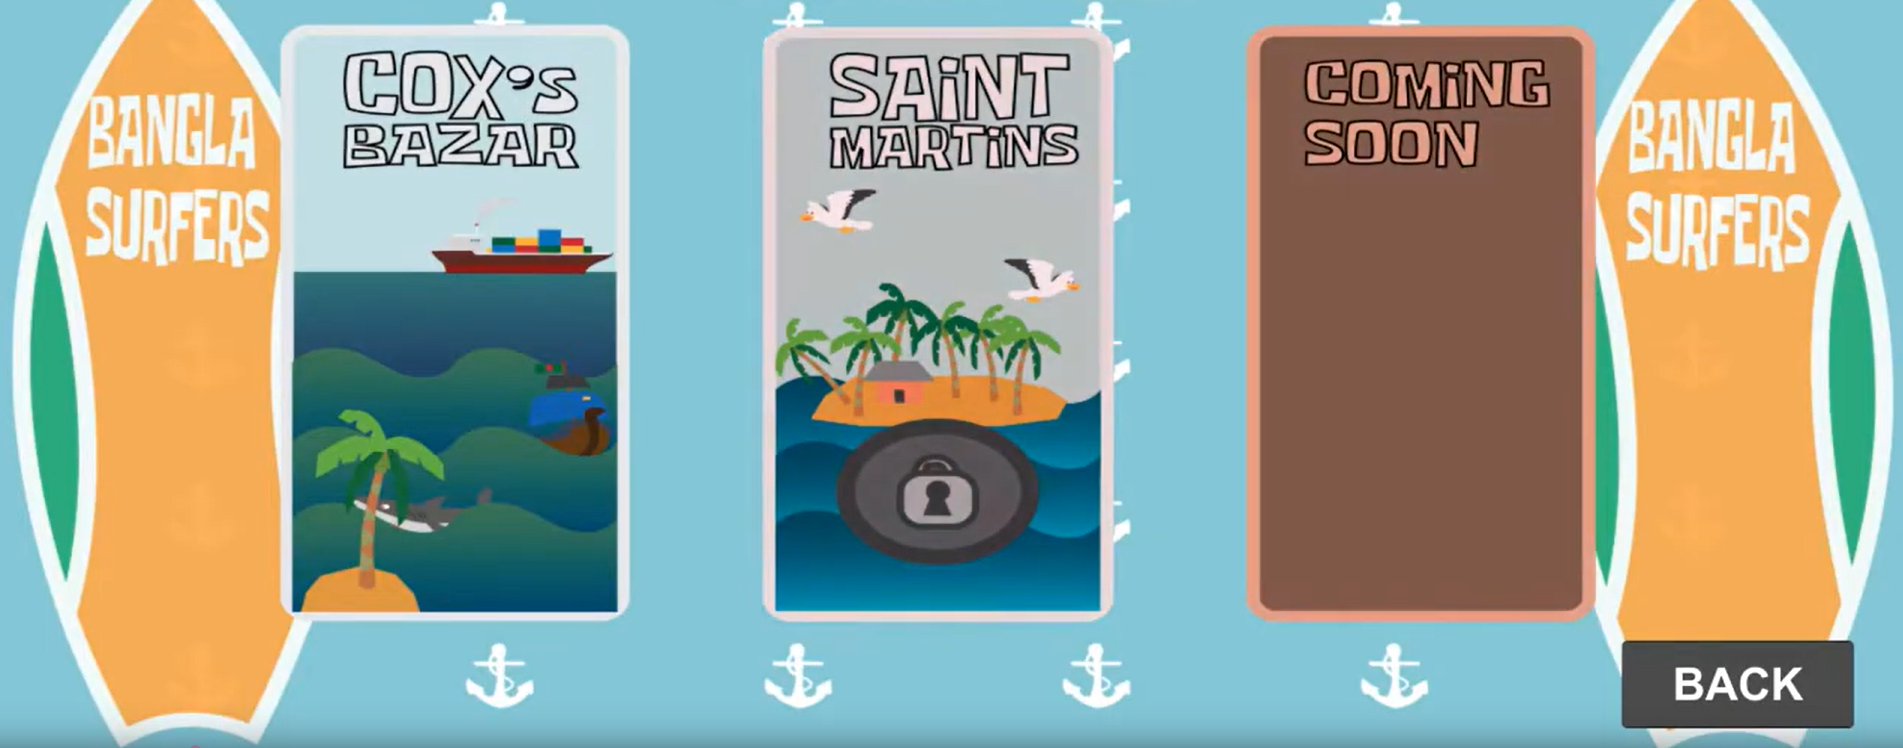 BANGLA
SURFERS
COX'S
BAZAR
SAiNT
MARTiNS
COMiNG
SOON
BANGLA
SURFERS
BACK